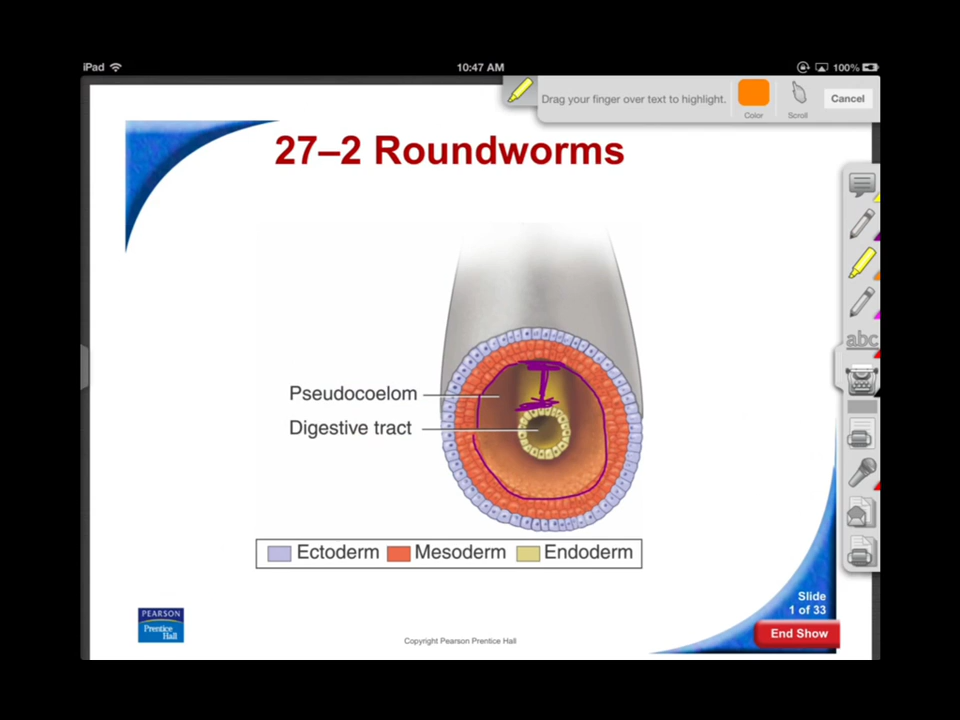 iPad 10:47 AM 100%
Drag your finger over text to highlight. Cancel
Color Scroll
27–2 Roundworms
abc
Pseudocoelom
Digestive tract
Ectoderm Mesoderm Endoderm
Slide
1 of 33
End Show
PEARSON
Prentice
Hall
Copyright Pearson Prentice Hall